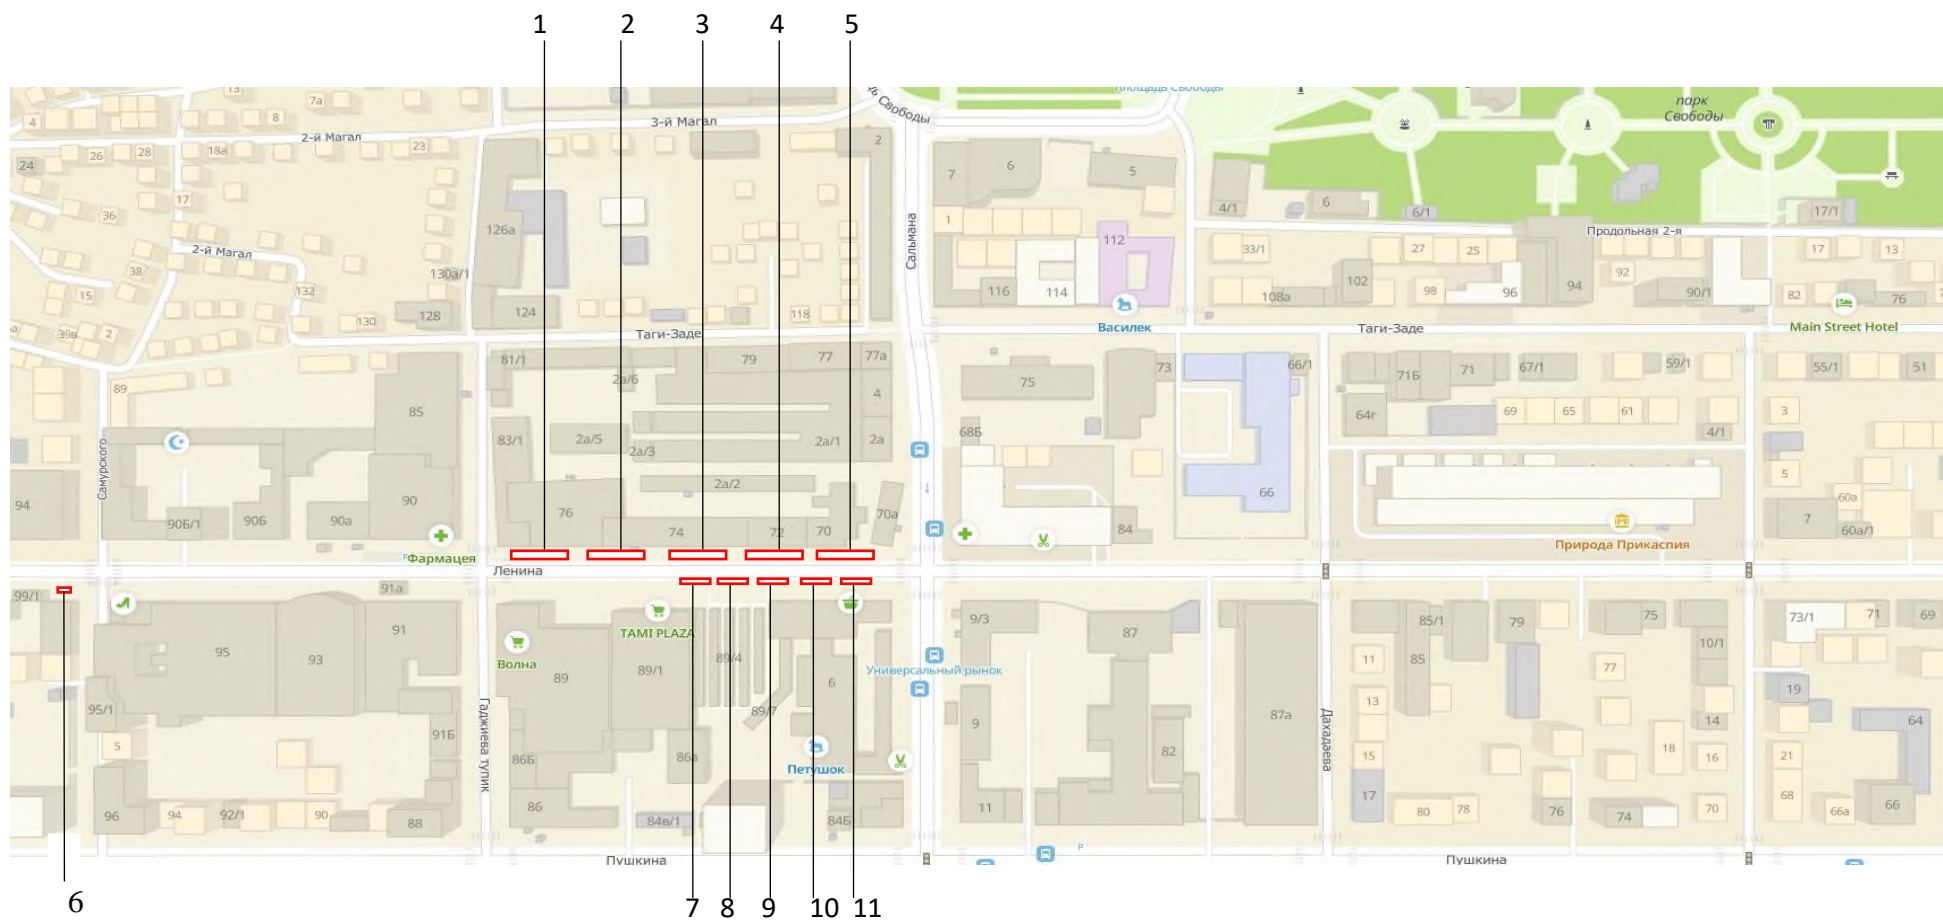 1 2 3 4 5
площадь Свободы
парк
Свободы
ь Свободы
13 7а 8 4
3-й Магал
2-й Магал
26 28 18а 23 2
24
17
36
7 6 5
4/1 6 6/1 17/1
126а
1
Сальмана
112
Продольная 2-я
2-й Магал
38
130а/1
33/1 27 25 17 13
15
132
116 114
108а 102 98 96 94 92 90/1 82 76
39в 2 130 128 124 118
Василек
Таги-Заде
Таги-Заде
Main Street Hotel
81/1 79 77 77а
2а/6
75 73 66/1
71Б 71 67/1 59/1 55/1 51
89
85
4
64г
69 65 61
3
83/1 2а/5 2а/3 2а/1 2а
68Б
4/1
Самурского
94
90Б/1 90Б 90а 90
2а/2
76 74 72 70 70а
84
66
5
60а
7
60а/1
Фармацея
Природа Прикаспия
Ленина
99/1
91а
TAMI PLAZA
Волна
95 93 91
89 89/1 89/4
6
9/3 87
85/1 79 75
73/1 71 69
85
10/1
11
77
Универсальный рынок
95/1
5
91Б
Гаджиева тупик
89/7
9
87а
Дахадаева
13
14
19
64
86Б 86а
Петушок
82
15
18
16
21
96 94 92/1 90 88
86
84в/1
84Б
11
17
80 78 76 74 70
68 66а 66
Пушкина
Р
Пушкина
6
7 8 9 10 11